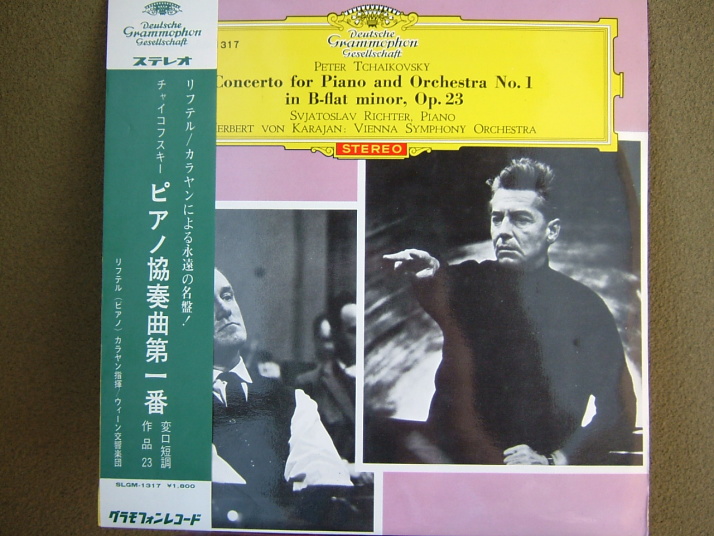 Deutsche
Grammophon
Gesellschaft
ステレオ
リフテル/カラヤンによる永遠の名盤!
チャイコフスキー
ピアノ協奏曲第一番
変ロ短調
作品23
リフテル(ピアノ)カラヤン指揮/ウィーン交響楽団
SLGM-1317 ¥1,800
グラモフォンレコード
Deutsche
Grammophon
Gesellschaft
317
PETER TCHAIKOVSKY
Concerto for Piano and Orchestra No. 1
in B-flat minor, Op. 23
SVJATOSLAV RICHTER, PIANO
HERBERT VON KARAJAN: VIENNA SYMPHONY ORCHESTRA
STEREO